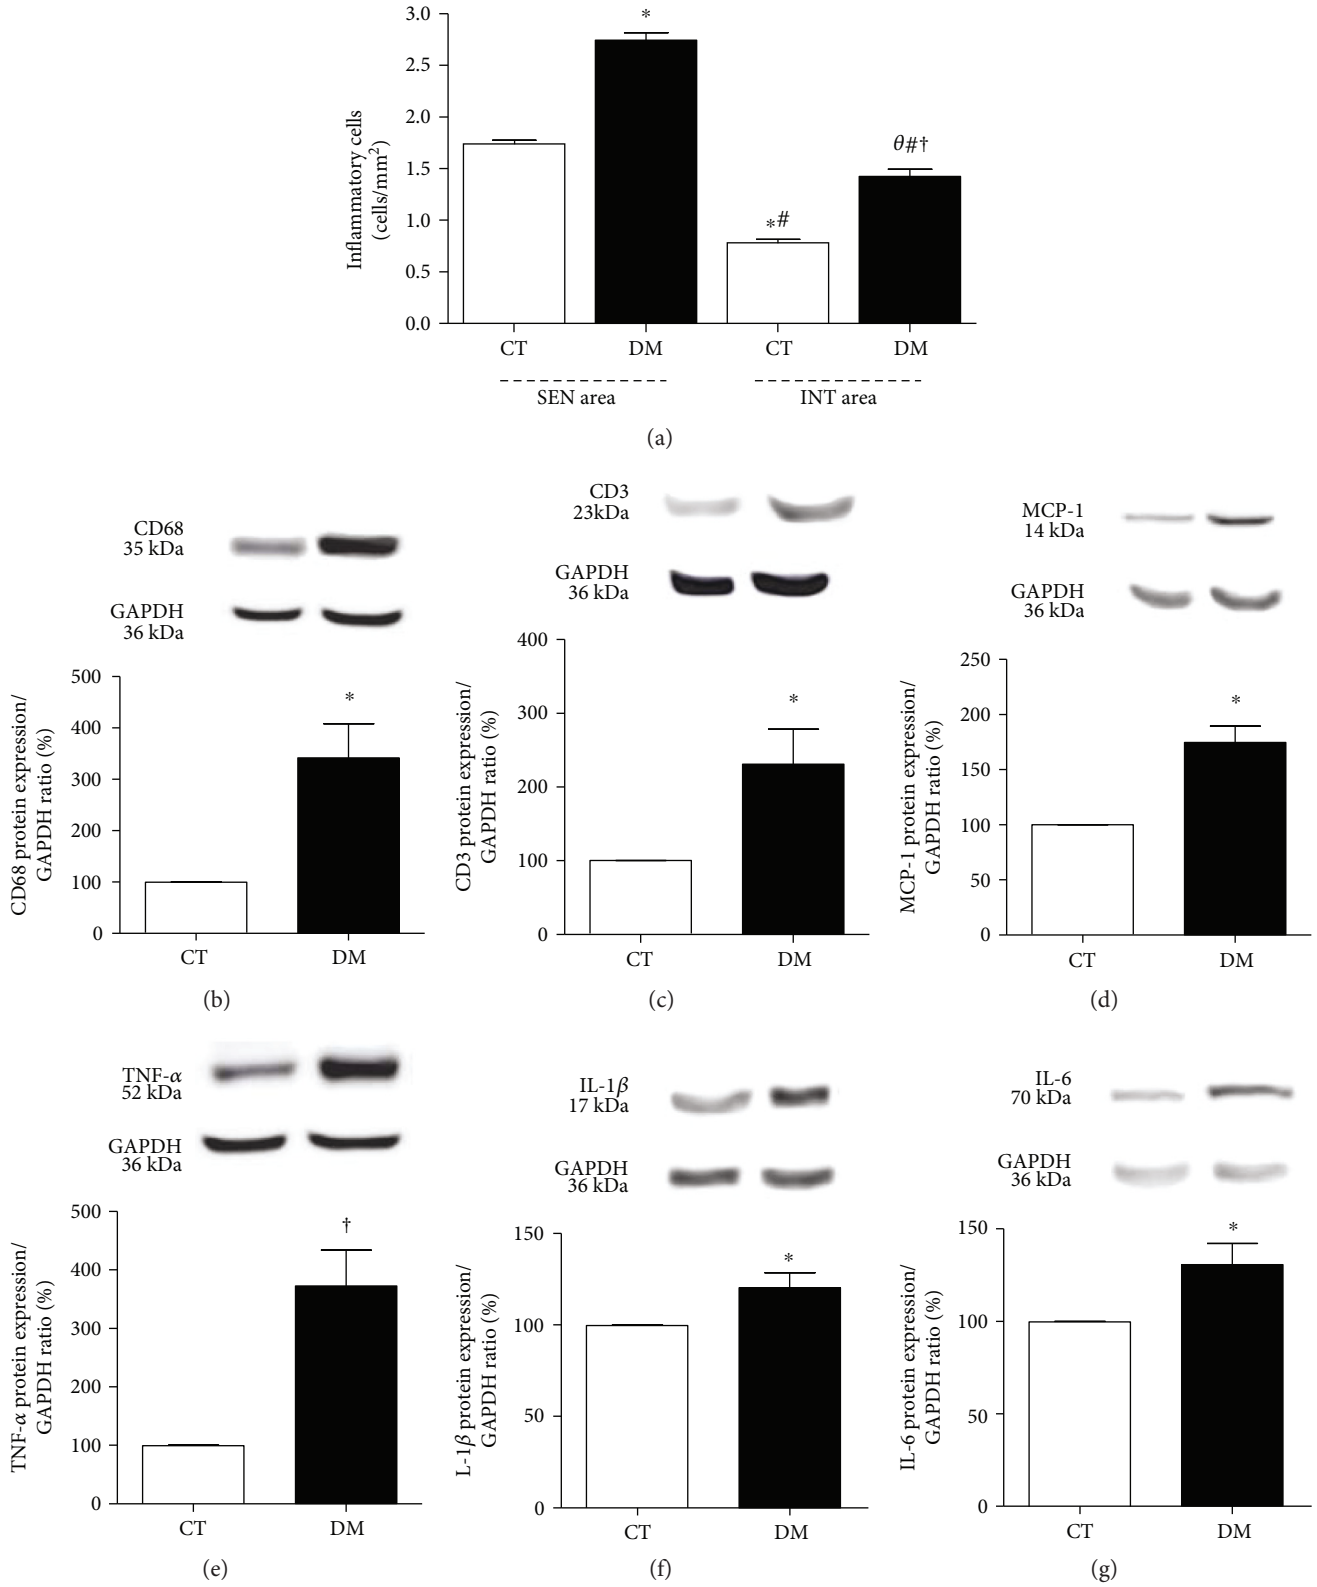 3.0
2.5
2.0
1.5
1.0
0.5
0.0
Inflammatory cells
(cells/mm2)
*
*#
θ#†
CT
DM
CT
DM
SEN area
INT area
(a)
CD68
35 kDa
GAPDH
36 kDa
500
400
300
200
100
0
CD68 protein expression/
GAPDH ratio (%)
*
CT
DM
(b)
CD3
23kDa
GAPDH
36 kDa
400
300
200
100
0
CD3 protein expression/
GAPDH ratio (%)
*
CT
DM
(c)
MCP-1
14 kDa
GAPDH
36 kDa
250
200
150
100
50
0
MCP-1 protein expression/
GAPDH ratio (%)
*
CT
DM
(d)
TNF-α
52 kDa
GAPDH
36 kDa
500
400
300
200
100
0
TNF-α protein expression/
GAPDH ratio (%)
†
CT
DM
(e)
IL-1β
17 kDa
GAPDH
36 kDa
150
100
50
0
L-1β protein expression/
GAPDH ratio (%)
*
CT
DM
(f)
IL-6
70 kDa
GAPDH
36 kDa
150
100
50
0
IL-6 protein expression/
GAPDH ratio (%)
*
CT
DM
(g)